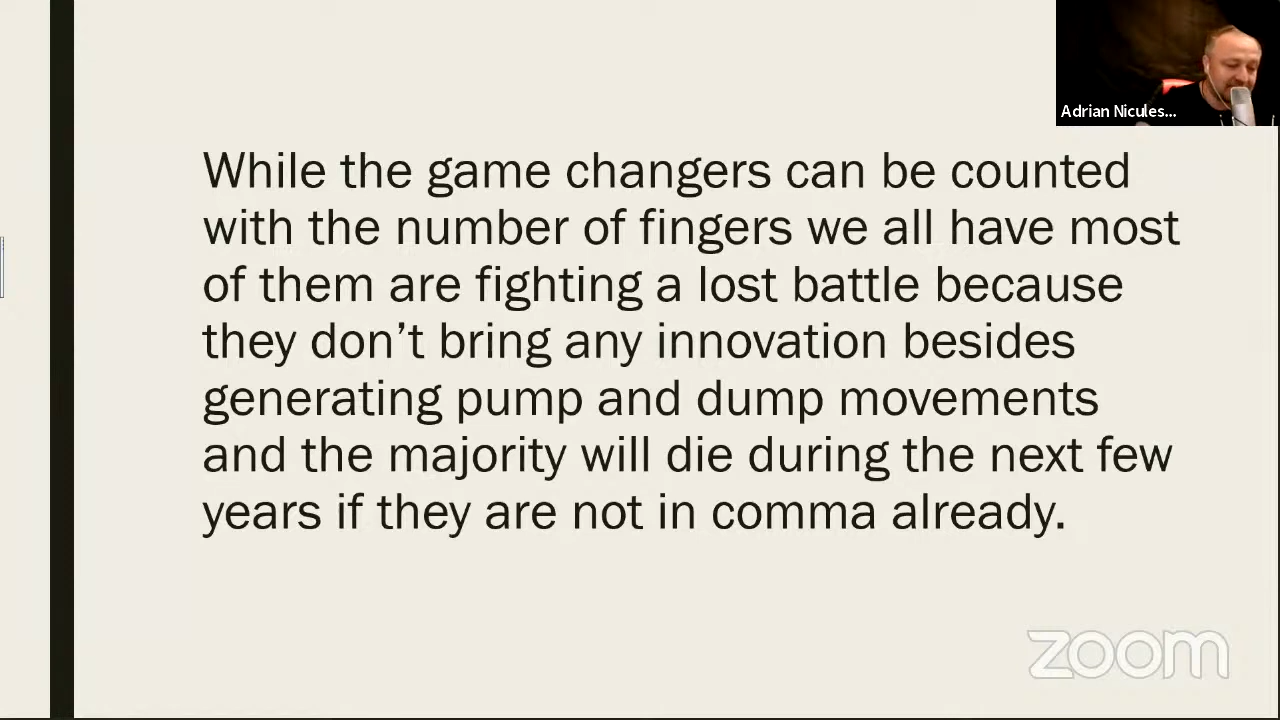 Adrian Nicules...
While the game changers can be counted
with the number of fingers we all have most
of them are fighting a lost battle because
they don’t bring any innovation besides
generating pump and dump movements
and the majority will die during the next few
years if they are not in comma already.
zoom